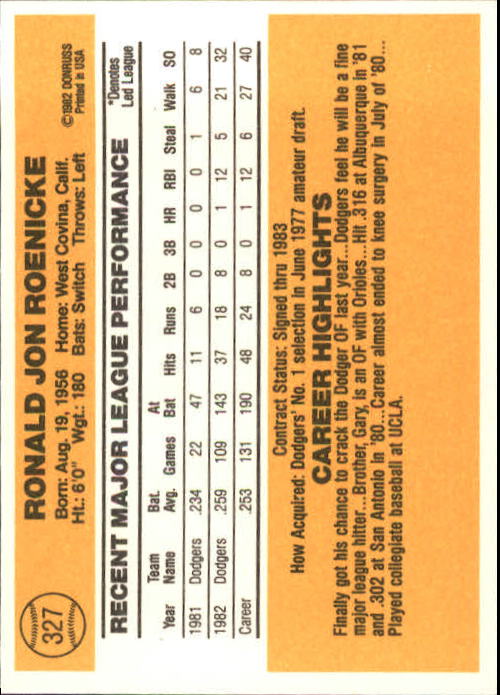 327
RONALD JON ROENICKE
Born: Aug. 19, 1956 Home: West Covina, Calif.
Ht.: 6'0" Wgt.: 180 Bats: Switch Throws: Left
©1982 DONRUSS
Printed in USA
RECENT MAJOR LEAGUE PERFORMANCE
*Denotes
Led League
Team Bat. At
Year Name Avg. Games Bat Hits Runs 2B 3B HR RBI Steal Walk SO
1981 Dodgers .234 22 47 11 6 0 0 0 0 1 6 8
1982 Dodgers .259 109 143 37 18 8 0 1 12 5 21 32
Career .253 131 190 48 24 8 0 1 12 6 27 40
Contract Status: Signed thru 1983
How Acquired: Dodgers' No. 1 selection in June 1977 amateur draft.
CAREER HIGHLIGHTS
Finally got his chance to crack the Dodger OF last year...Dodgers feel he will be a fine
major league hitter...Brother, Gary, is an OF with Orioles...Hit .316 at Albuquerque in '81
and .302 at San Antonio in '80...Career almost ended to knee surgery in July of '80...
Played collegiate baseball at UCLA.